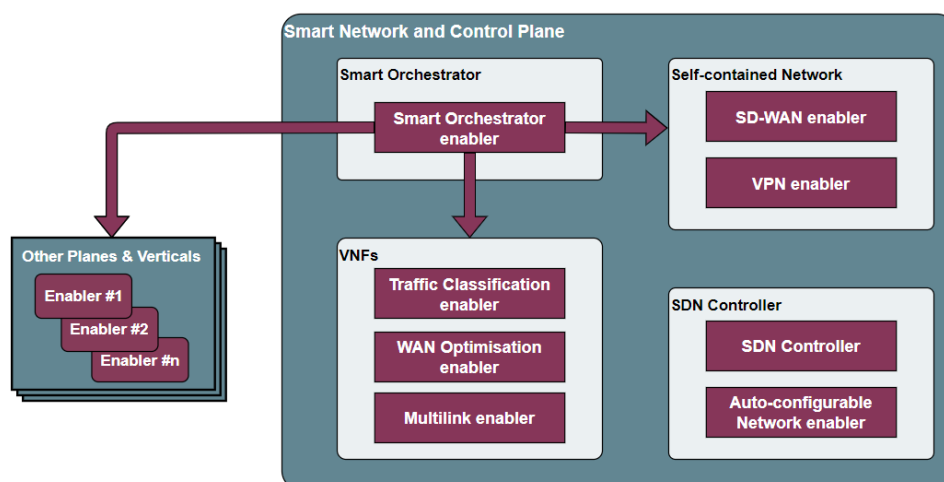 Smart Network and Control Plane
Smart Orchestrator
Smart Orchestrator
enabler
Self-contained Network
SD-WAN enabler
VPN enabler
Other Planes & Verticals
Enabler #1
Enabler #2
Enabler #n
VNFs
Traffic Classification
enabler
WAN Optimisation
enabler
Multilink enabler
SDN Controller
SDN Controller
Auto-configurable
Network enabler